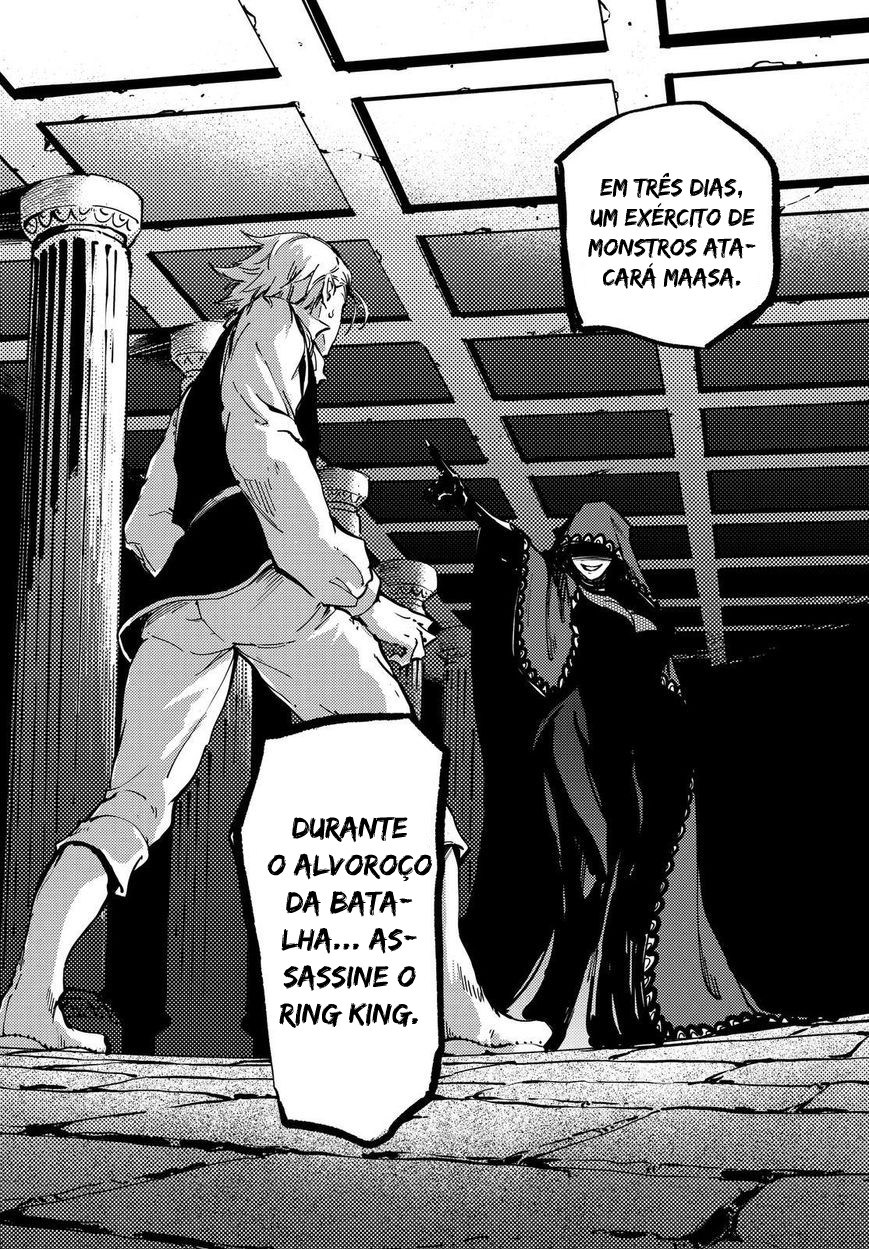 EM TRÊS DIAS,
UM EXÉRCITO DE
MONSTROS ATA-
CARÁ MAASA.
DURANTE
O ALVOROÇO
DA BATA-
LHA... AS-
SASSINE O
RING KING.